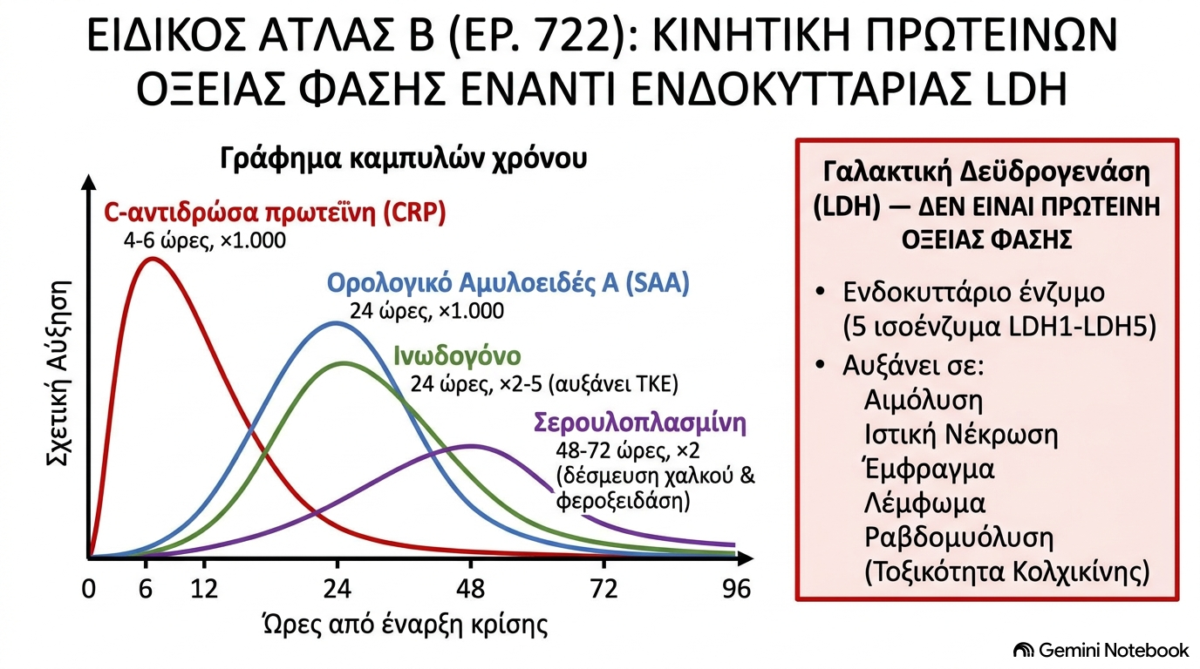 ΕΙΔΙΚΟΣ ΑΤΛΑΣ Β (ΕΡ. 722): ΚΙΝΗΤΙΚΗ ΠΡΩΤΕΙΝΩΝ
ΟΞΕΙΑΣ ΦΑΣΗΣ ΕΝΑΝΤΙ ΕΝΔΟΚΥΤΤΑΡΙΑΣ LDH
Γράφημα καμπυλών χρόνου
C-αντιδρώσα πρωτεΐνη (CRP)
4-6 ώρες, ×1.000
Ορολογικό Αμυλοειδές Α (SAA)
24 ώρες, ×1.000
Ινωδογόνο
24 ώρες, ×2-5 (αυξάνει ΤΚΕ)
Σερουλοπλασμίνη
48-72 ώρες, ×2
(δέσμευση χαλκού &
φεροξειδάση)
Σχετική Αύξηση
0 6 12 24 48 72 96
Ώρες από έναρξη κρίσης
Γαλακτική Δεϋδρογενάση
(LDH) — ΔΕΝ ΕΙΝΑΙ ΠΡΩΤΕΙΝΗ
ΟΞΕΙΑΣ ΦΑΣΗΣ
• Ενδοκυττάριο ένζυμο
(5 ισοένζυμα LDH1-LDH5)
• Αυξάνει σε:
Αιμόλυση
Ιστική Νέκρωση
Έμφραγμα
Λέμφωμα
Ραβδομυόλυση
(Τοξικότητα Κολχικίνης)
Gemini Notebook